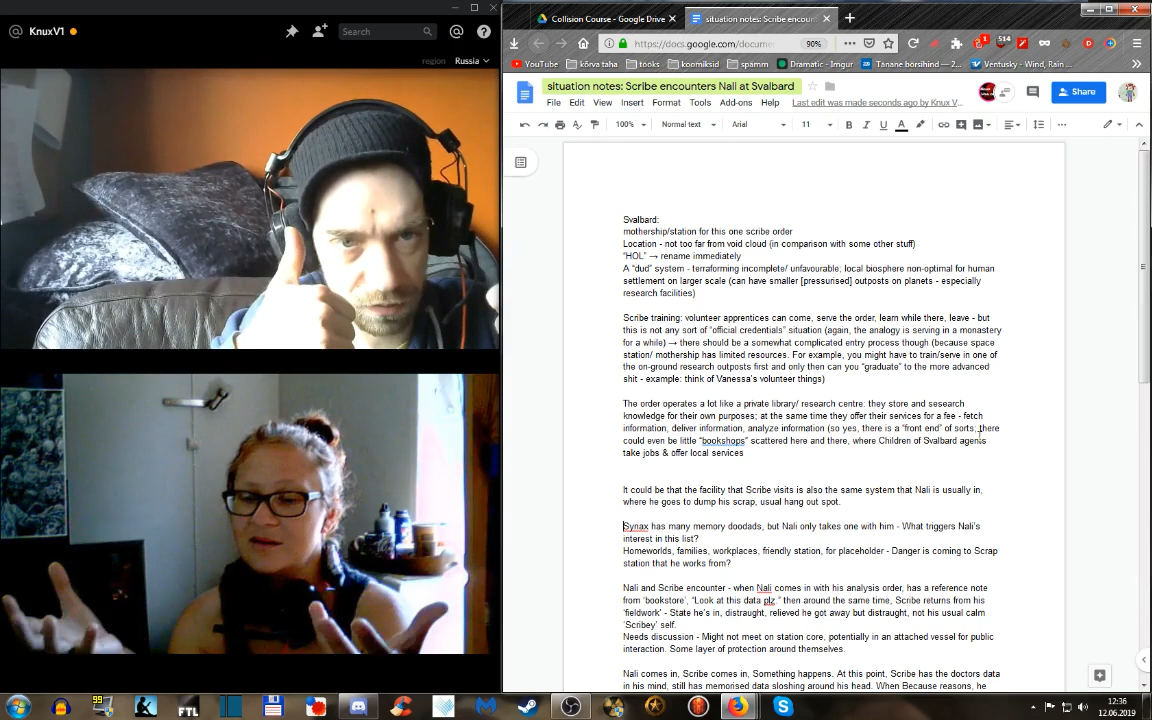 KnuxV1
Search
region Russia
Collision Course - Google Drive
situation notes: Scribe encount
https://docs.google.com/docume
90%
1
514
YouTube
kõrva taha
tööks
koomiksid
spämm
Dramatic - Imgur
Tänane börsihind — 2...
Ventusky - Wind, Rain ...
situation notes: Scribe encounters Nali at Svalbard
File Edit View Insert Format Tools Add-ons Help Last edit was made seconds ago by Knux V...
Share
100% Normal text Arial 11
Svalbard:
mothership/station for this one scribe order
Location - not too far from void cloud (in comparison with some other stuff)
"HOL" → rename immediately
A "dud" system - terraforming incomplete/ unfavourable; local biosphere non-optimal for human
settlement on larger scale (can have smaller [pressurised] outposts on planets - especially
research facilities)
Scribe training: volunteer apprentices can come, serve the order, learn while there, leave - but
this is not any sort of "official credentials" situation (again, the analogy is serving in a monastery
for a while) → there should be a somewhat complicated entry process though (because space
station/ mothership has limited resources. For example, you might have to train/serve in one of
the on-ground research outposts first and only then can you "graduate" to the more advanced
shit - example: think of Vanessa's volunteer things)
The order operates a lot like a private library/ research centre: they store and sesearch
knowledge for their own purposes; at the same time they offer their services for a fee - fetch
information, deliver information, analyze information (so yes, there is a "front end" of sorts; there
could even be little "bookshops" scattered here and there, where Children of Svalbard agents
take jobs & offer local services
It could be that the facility that Scribe visits is also the same system that Nali is usually in,
where he goes to dump his scrap, usual hang out spot.
Synax has many memory doodads, but Nali only takes one with him - What triggers Nali's
interest in this list?
Homeworlds, families, workplaces, friendly station, for placeholder - Danger is coming to Scrap
station that he works from?
Nali and Scribe encounter - when Nali comes in with his analysis order, has a reference note
from 'bookstore', "Look at this data plz." then around the same time, Scribe returns from his
'fieldwork' - State he's in, distraught, relieved he got away but distraught, not his usual calm
'Scribey' self.
Needs discussion - Might not meet on station core, potentially in an attached vessel for public
interaction. Some layer of protection around themselves.
Nali comes in, Scribe comes in, Something happens. At this point, Scribe has the doctors data
in his mind, still has memorised data sloshing around his head. When Because reasons, he
99
FTL
12:36
12.06.2019